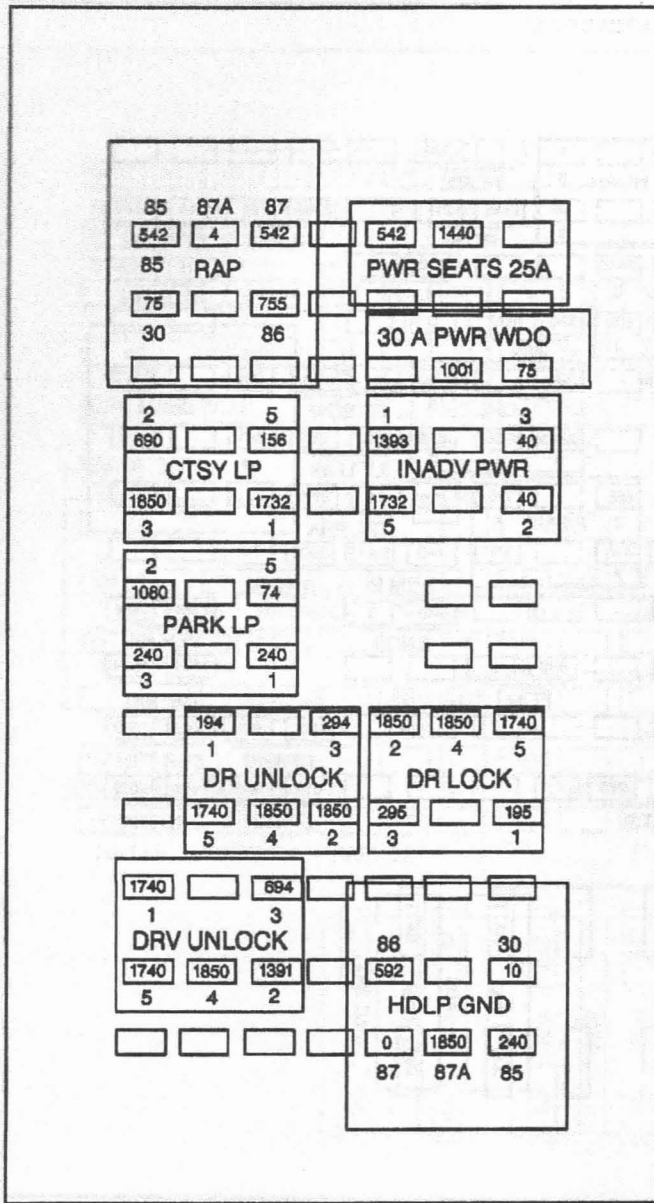 85 87A 87
542 4 542 542 1440
85 RAP PWR SEATS 25A
75 755
30 86 30 A PWR WDO
1001 75
2 5 1 3
690 156 1393 40
CTSY LP INADV PWR
1850 1732 1732 40
3 1 5 2
2 5
1080 74
PARK LP
240 240
3 1
194 294 1850 1850 1740
1 3 2 4 5
DR UNLOCK DR LOCK
1740 1850 1850 295 195
5 4 2 3 1
1740 694
1 3
DRV UNLOCK 86 30
1740 1850 1391 592 10
5 4 2 HDLP GND
0 1850 240
87 87A 85